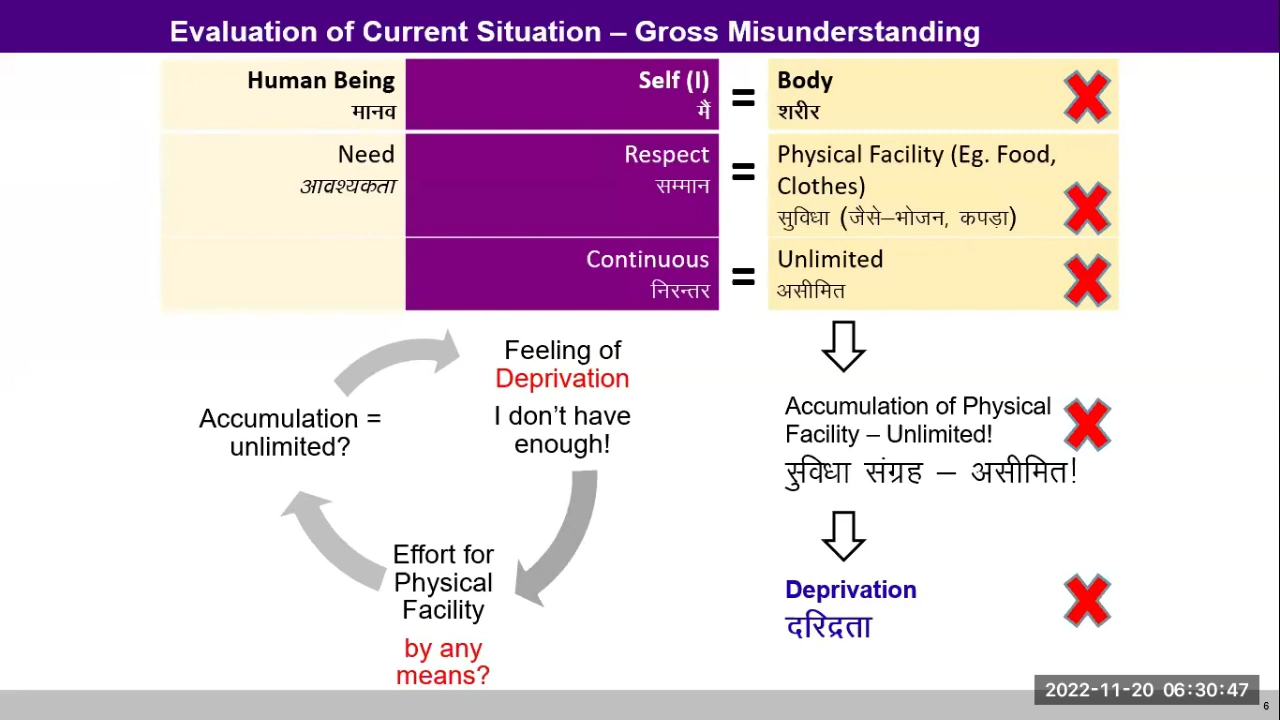 Evaluation of Current Situation – Gross Misunderstanding
Human Being
मानव
Self (I)
मैं
=
Body
शरीर
Need
आवश्यकता
Respect
सम्मान
=
Physical Facility (Eg. Food,
Clothes)
सुविधा (जैसे–भोजन, कपड़ा)
Continuous
निरन्तर
=
Unlimited
असीमित
Feeling of
Deprivation
I don’t have
enough!
Accumulation =
unlimited?
Effort for
Physical
Facility
by any
means?
Accumulation of Physical
Facility – Unlimited!
सुविधा संग्रह – असीमित!
Deprivation
दरिद्रता
2022-11-20 06:30:47
6